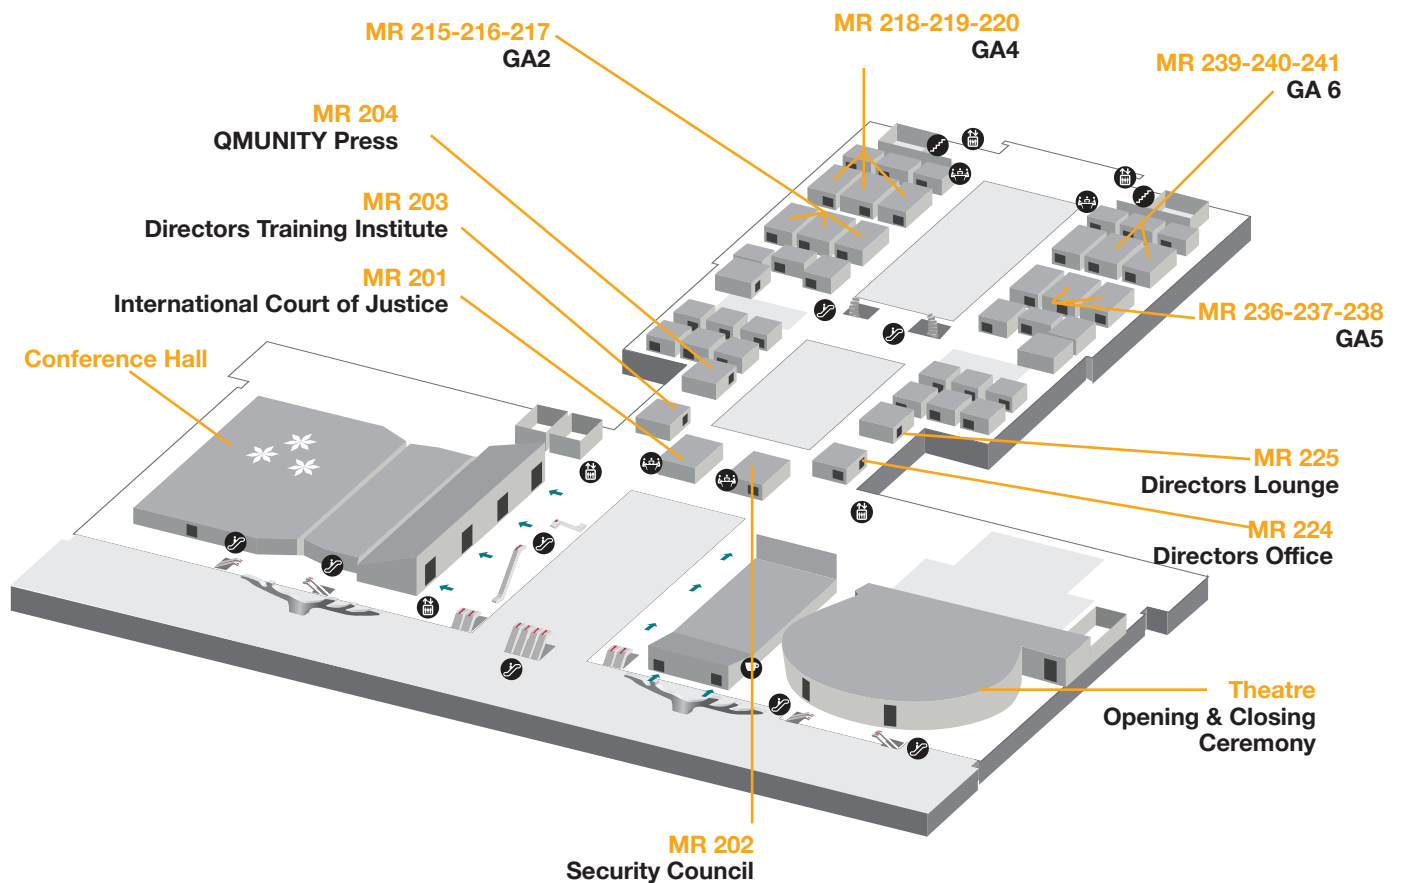 MR 215-216-217
GA2
MR 218-219-220
GA4
MR 239-240-241
GA 6
MR 204
QMUNITY Press
MR 203
Directors Training Institute
MR 201
International Court of Justice
Conference Hall
MR 236-237-238
GA5
MR 225
Directors Lounge
MR 224
Directors Office
Theatre
Opening & Closing
Ceremony
MR 202
Security Council